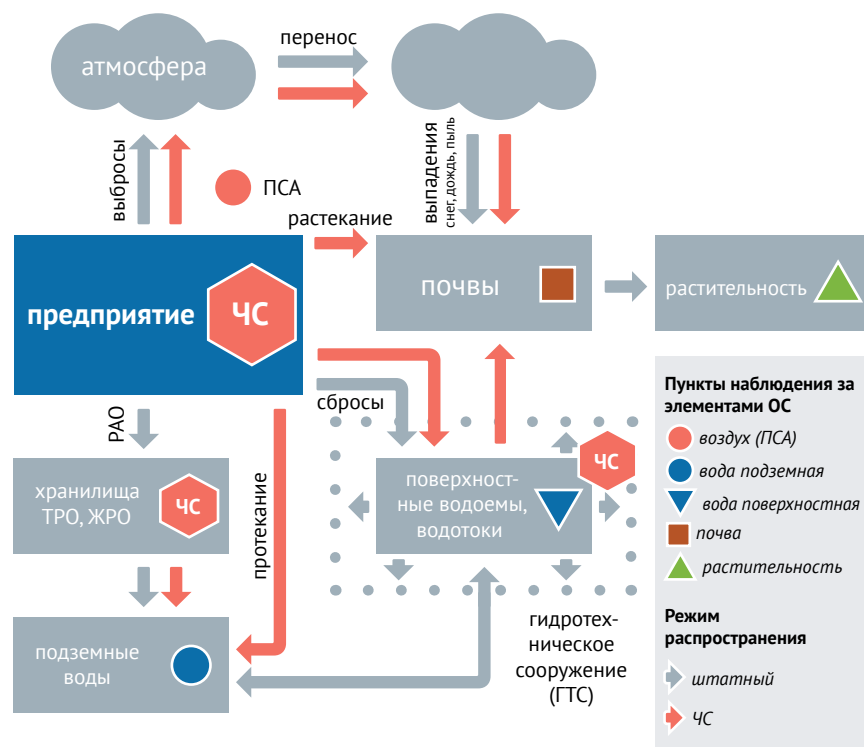 перенос
атмосфера
выбросы
ПСА
выпадения
снег, дождь, пыль
растекание
предприятие
ЧС
почвы
растительность
сбросы
РАО
протекание
хранилища
ТРО, ЖРО
ЧС
поверхност-
ные водоемы,
водотоки
ЧС
подземные
воды
гидротех-
ническое
сооружение
(ГТС)
Пункты наблюдения за
элементами ОС
воздух (ПСА)
вода подземная
вода поверхностная
почва
растительность
Режим
распространения
штатный
ЧС